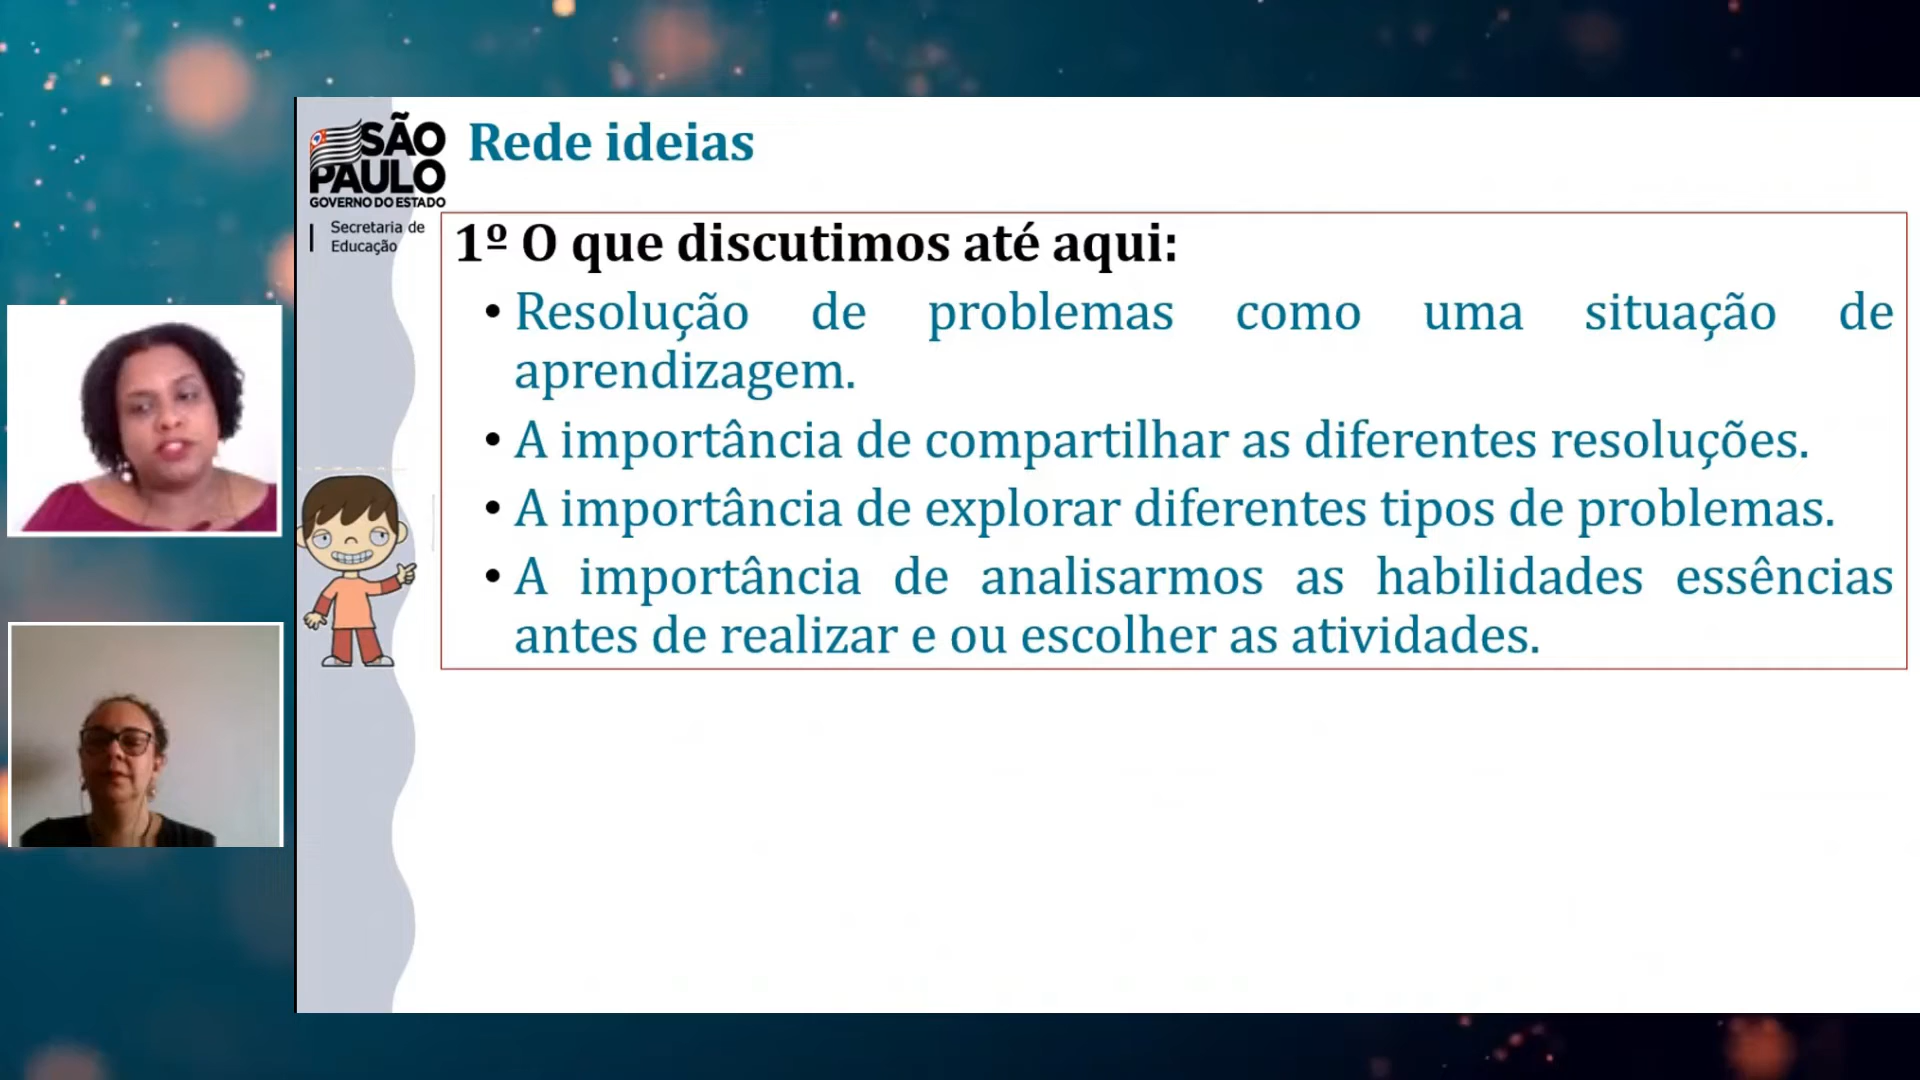 SÃO
PAULO
GOVERNO DO ESTADO
Secretaria de
Educação
Rede ideias
1º O que discutimos até aqui:
• Resolução de problemas como uma situação de
aprendizagem.
• A importância de compartilhar as diferentes resoluções.
• A importância de explorar diferentes tipos de problemas.
• A importância de analisarmos as habilidades essências
antes de realizar e ou escolher as atividades.